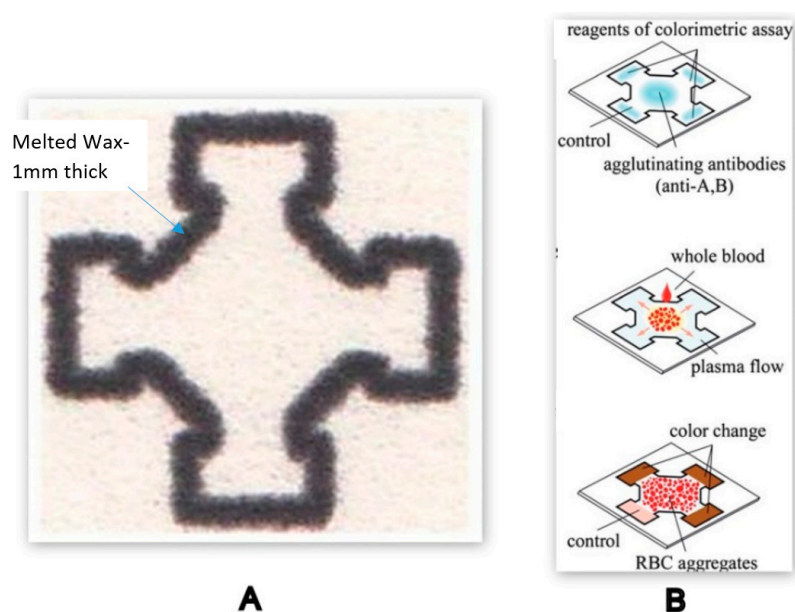 Melted Wax-
1mm thick
reagents of colorimetric assay
control
agglutinating antibodies
(anti-A,B)
whole blood
plasma flow
color change
control
RBC aggregates
A
B